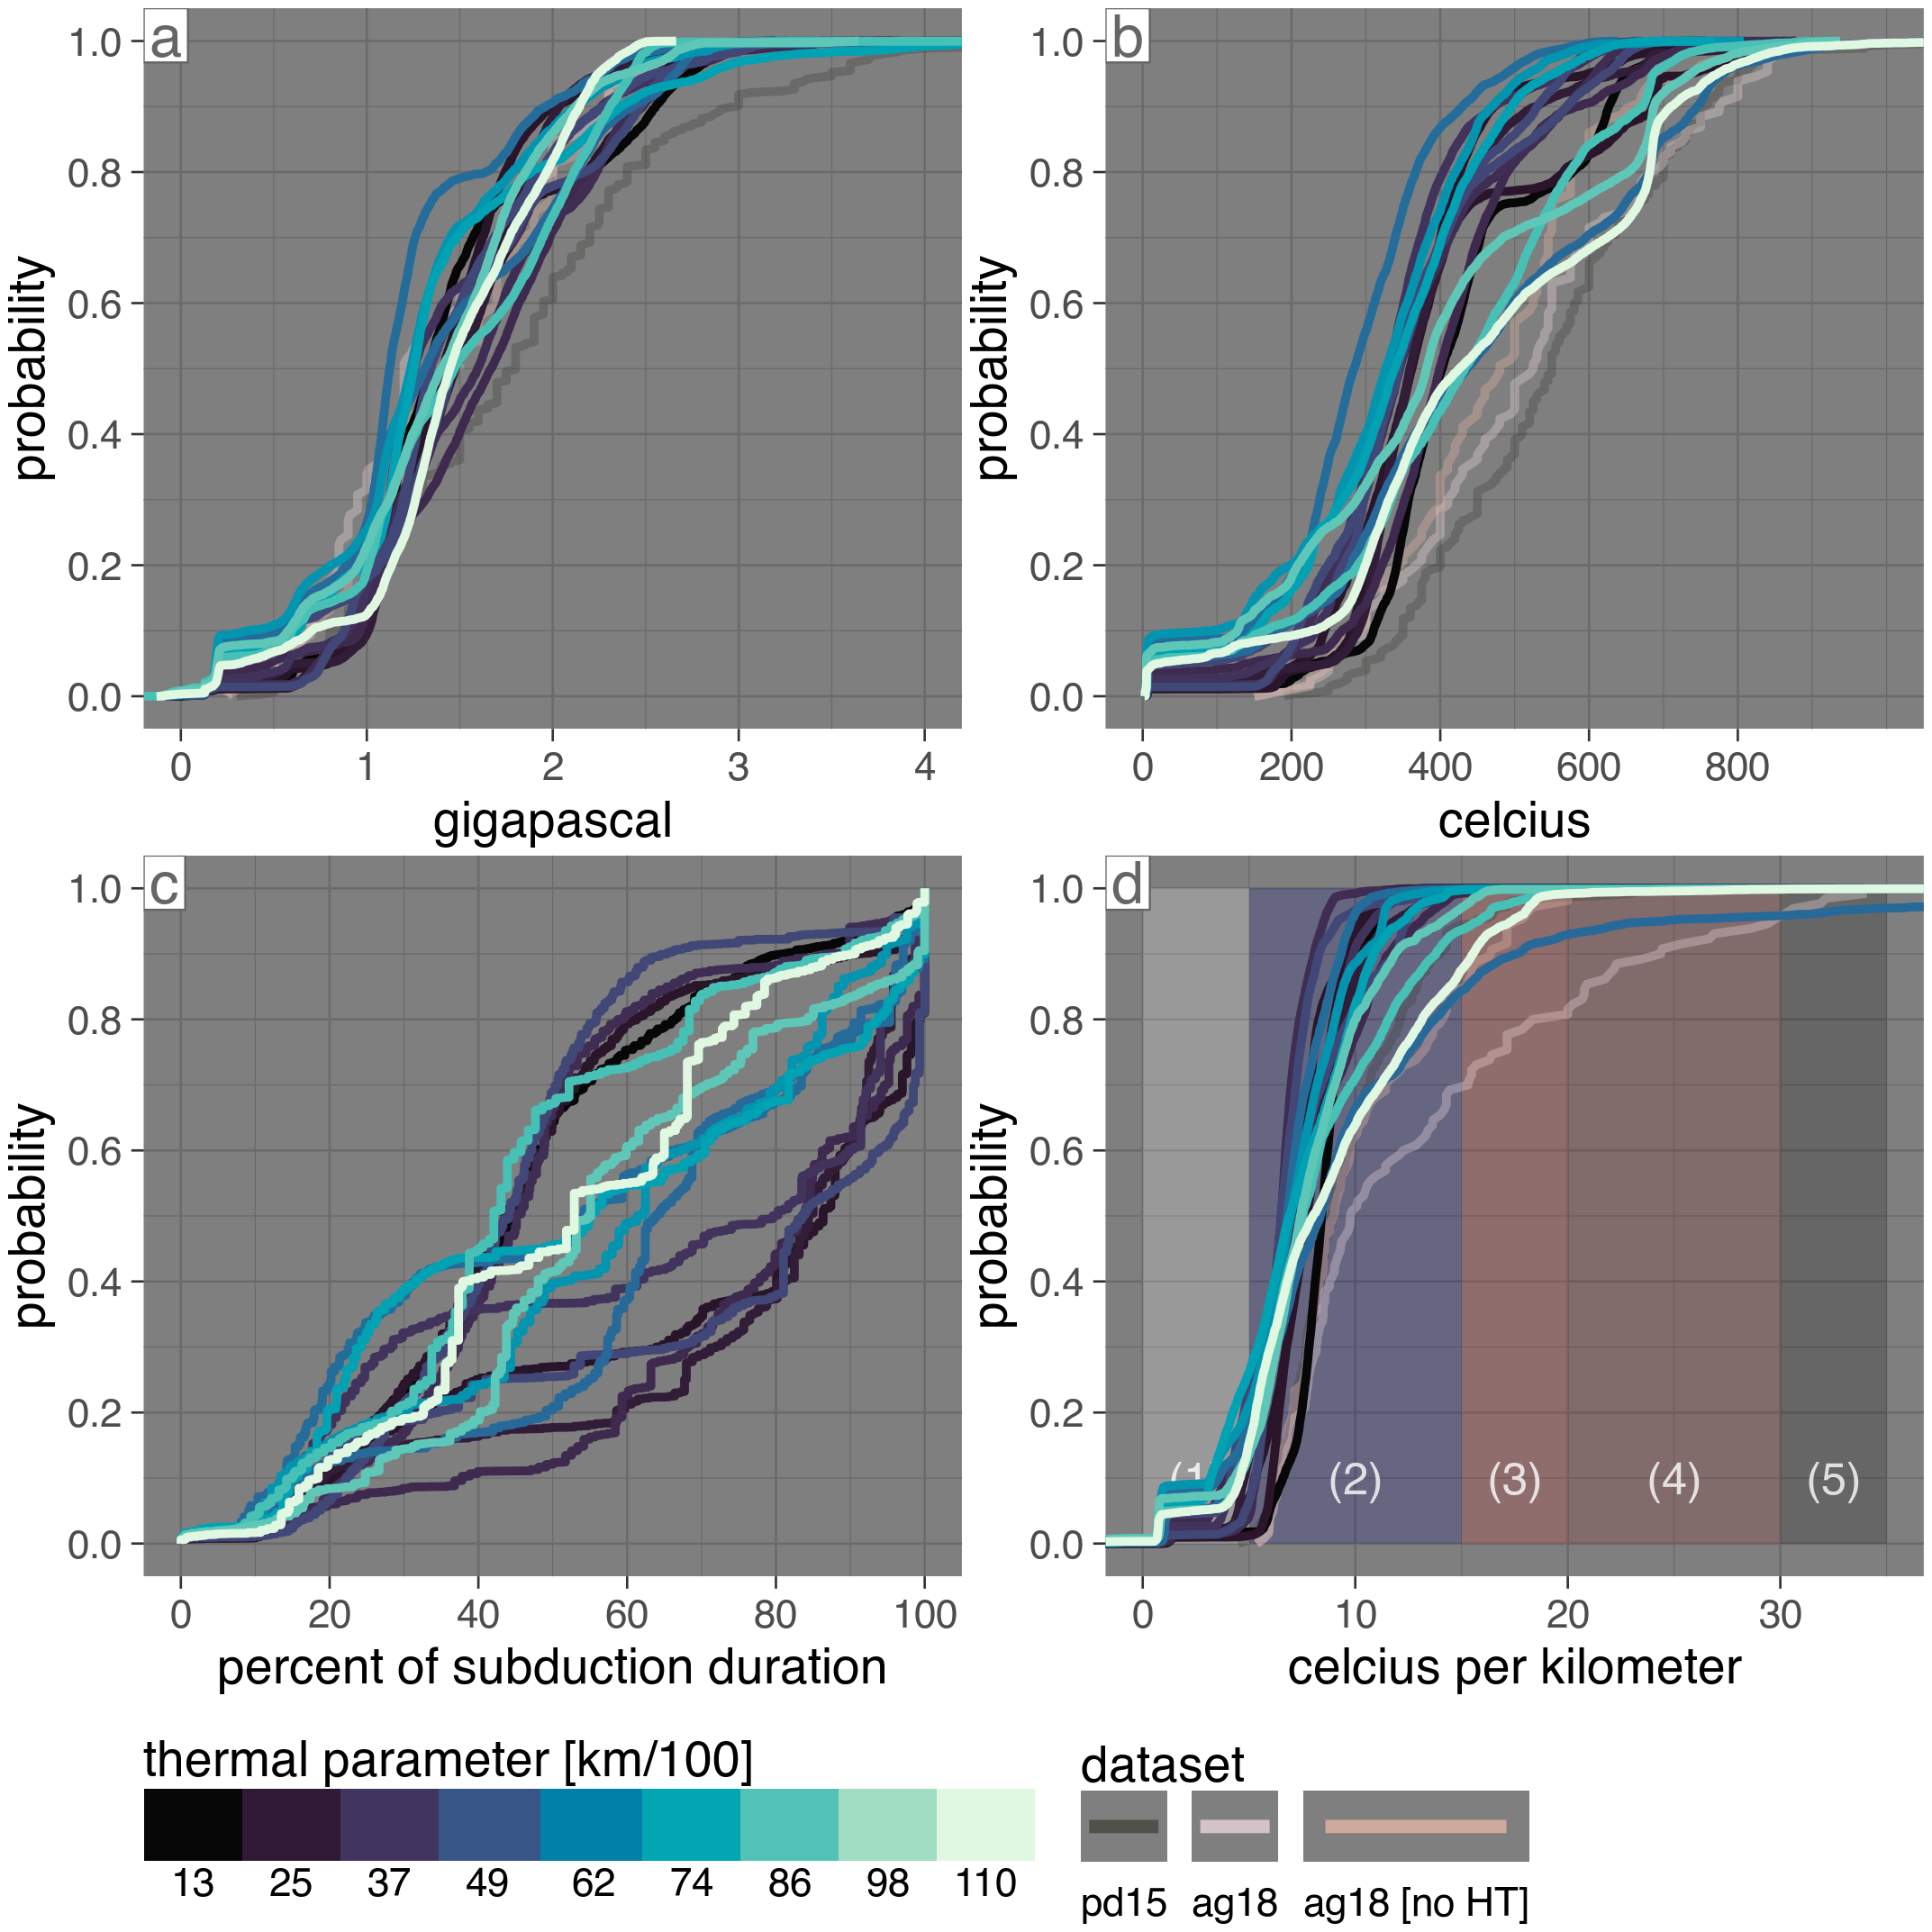 a
1.0
0.8
0.6
0.4
0.2
0.0
probability
0 1 2 3 4
gigapascal
b
1.0
0.8
0.6
0.4
0.2
0.0
probability
0 200 400 600 800
celcius
c
1.0
0.8
0.6
0.4
0.2
0.0
probability
0 20 40 60 80 100
percent of subduction duration
d
1.0
0.8
0.6
0.4
0.2
0.0
probability
(1 (2) (3) (4) (5)
0 10 20 30
celcius per kilometer
thermal parameter [km/100]
13 25 37 49 62 74 86 98 110
dataset
pd15 ag18 ag18 [no HT]